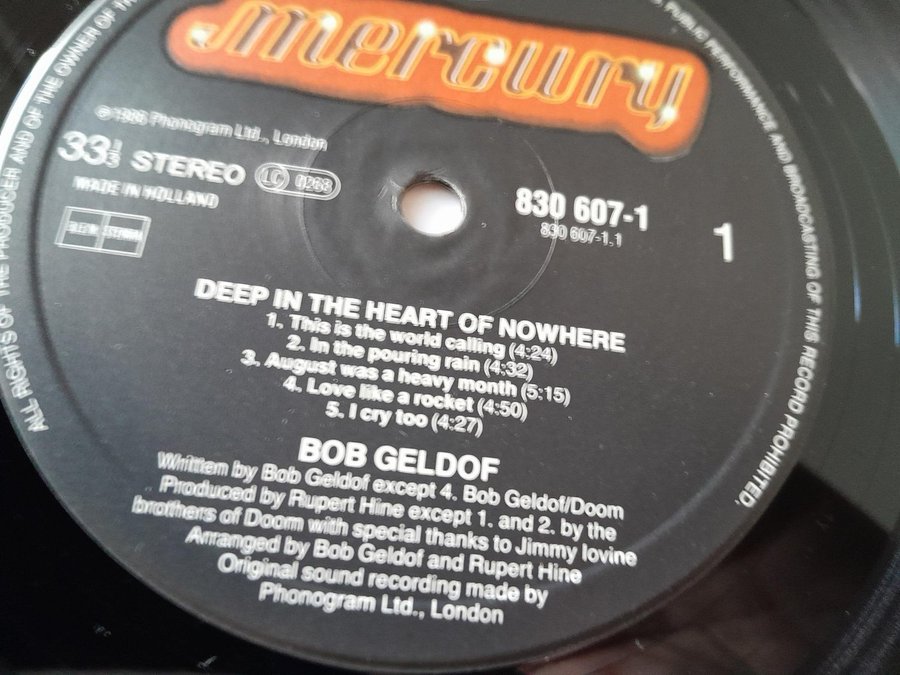 mercury
℗ 1986 Phonogram Ltd., London
33 1/3 STEREO LC 0268
MADE IN HOLLAND
830 607-1
830 607-1.1
1
DEEP IN THE HEART OF NOWHERE
1. This is the world calling (4:24)
2. In the pouring rain (4:32)
3. August was a heavy month (5:15)
4. Love like a rocket (4:50)
5. I cry too (4:27)
BOB GELDOF
Written by Bob Geldof except 4. Bob Geldof/Doom
Produced by Rupert Hine except 1. and 2. by the
brothers of Doom with special thanks to Jimmy Iovine
Arranged by Bob Geldof and Rupert Hine
Original sound recording made by
Phonogram Ltd., London
ALL RIGHTS OF THE PRODUCER AND OF THE OWNER OF
PUBLIC PERFORMANCE AND BROADCASTING OF THIS RECORD PROHIBITED.